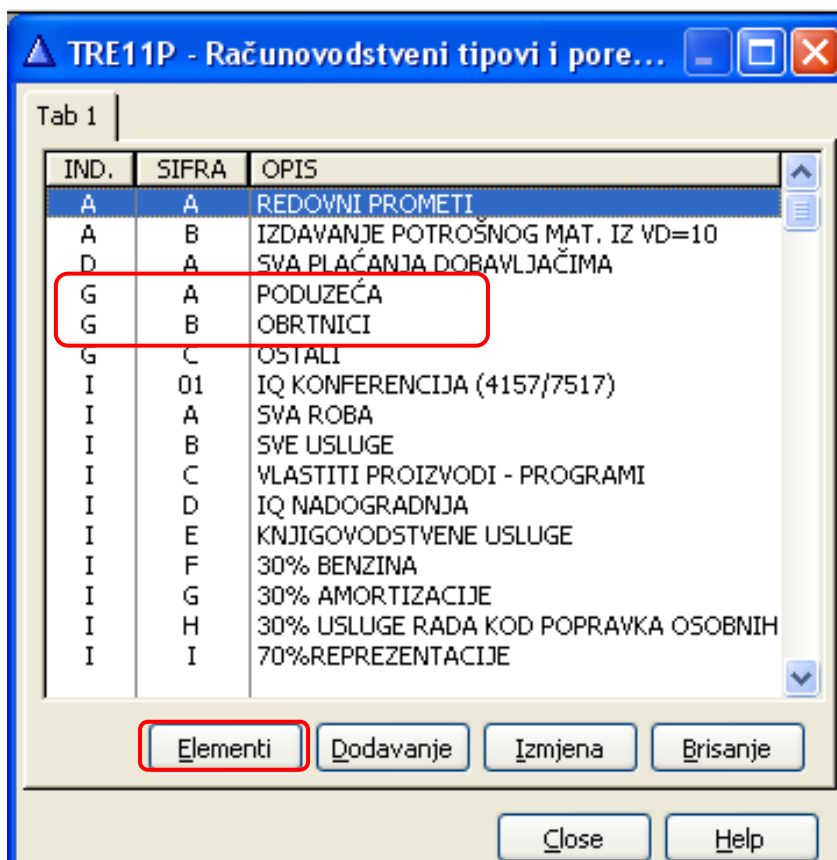 TRE11P - Računovodstveni tipovi i pore...
Tab 1
IND. SIFRA OPIS
A A REDOVNI PROMETI
A B IZDAVANJE POTROŠNOG MAT. IZ VD=10
D A SVA PLAĆANJA DOBAVLJAČIMA
G A PODUZEĆA
G B OBRTNICI
G C OSTALI
I 01 IQ KONFERENCIJA (4157/7517)
I A SVA ROBA
I B SVE USLUGE
I C VLASTITI PROIZVODI - PROGRAMI
I D IQ NADOGRADNJA
I E KNJIGOVODSTVENE USLUGE
I F 30% BENZINA
I G 30% AMORTIZACIJE
I H 30% USLUGE RADA KOD POPRAVKA OSOBNIH
I I 70%REPREZENTACIJE
Elementi Dodavanje Izmjena Brisanje
Close Help